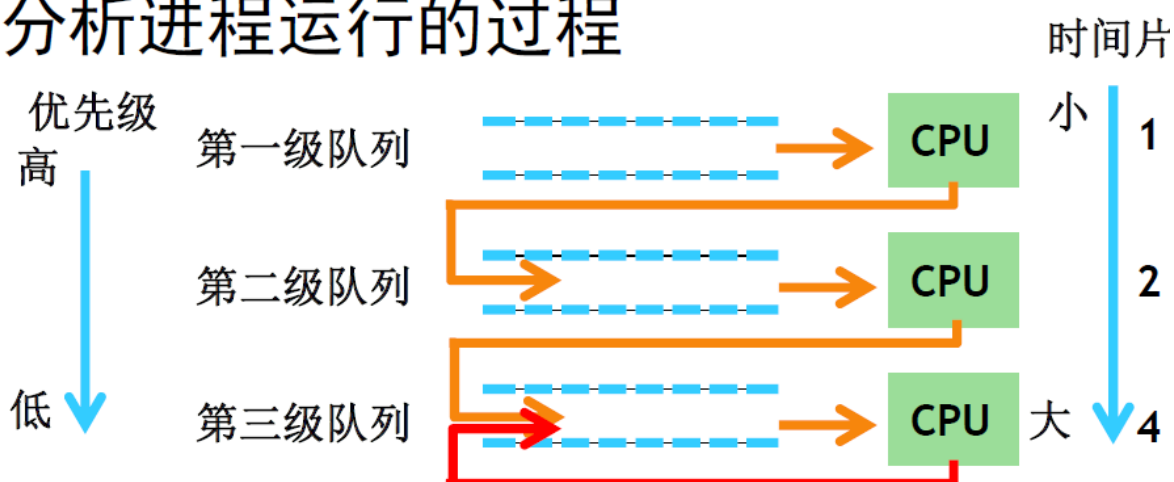 分析进程运行的过程
时间片
优先级
高
小
第一级队列
CPU
1
第二级队列
CPU
2
低
第三级队列
CPU
大
4